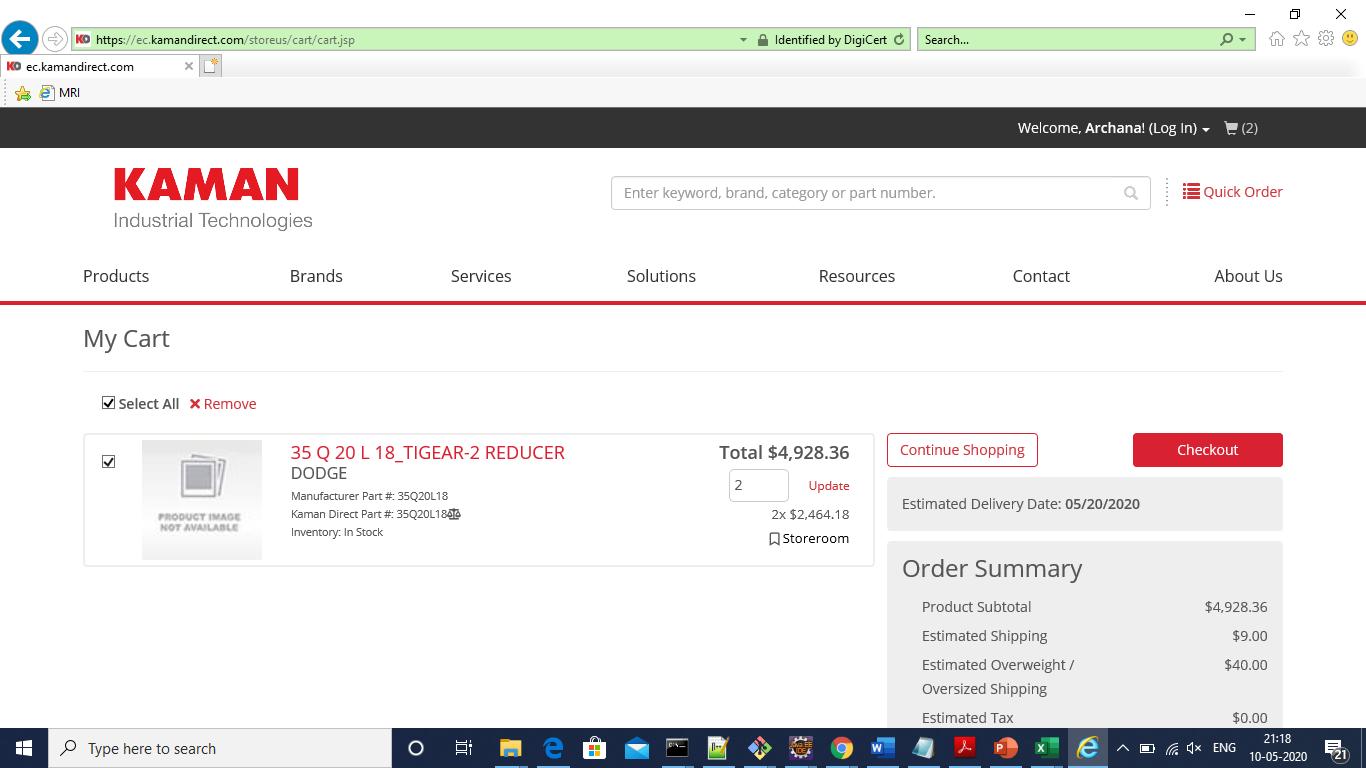 https://ec.kamandirect.com/storeus/cart/cart.jsp
Identified by DigiCert
Search...
ec.kamandirect.com
MRI
Welcome, Archana! (Log In)
(2)
KAMAN
Industrial Technologies
Enter keyword, brand, category or part number.
Quick Order
Products
Brands
Services
Solutions
Resources
Contact
About Us
My Cart
Select All
Remove
PRODUCT IMAGE
NOT AVAILABLE
35 Q 20 L 18_TIGEAR-2 REDUCER
DODGE
Manufacturer Part #: 35Q20L18
Kaman Direct Part #: 35Q20L18
Inventory: In Stock
Total $4,928.36
2
Update
2x $2,464.18
Storeroom
Continue Shopping
Checkout
Estimated Delivery Date: 05/20/2020
Order Summary
Product Subtotal $4,928.36
Estimated Shipping $9.00
Estimated Overweight / $40.00
Oversized Shipping
Estimated Tax $0.00
Type here to search
ENG
21:18
10-05-2020
21